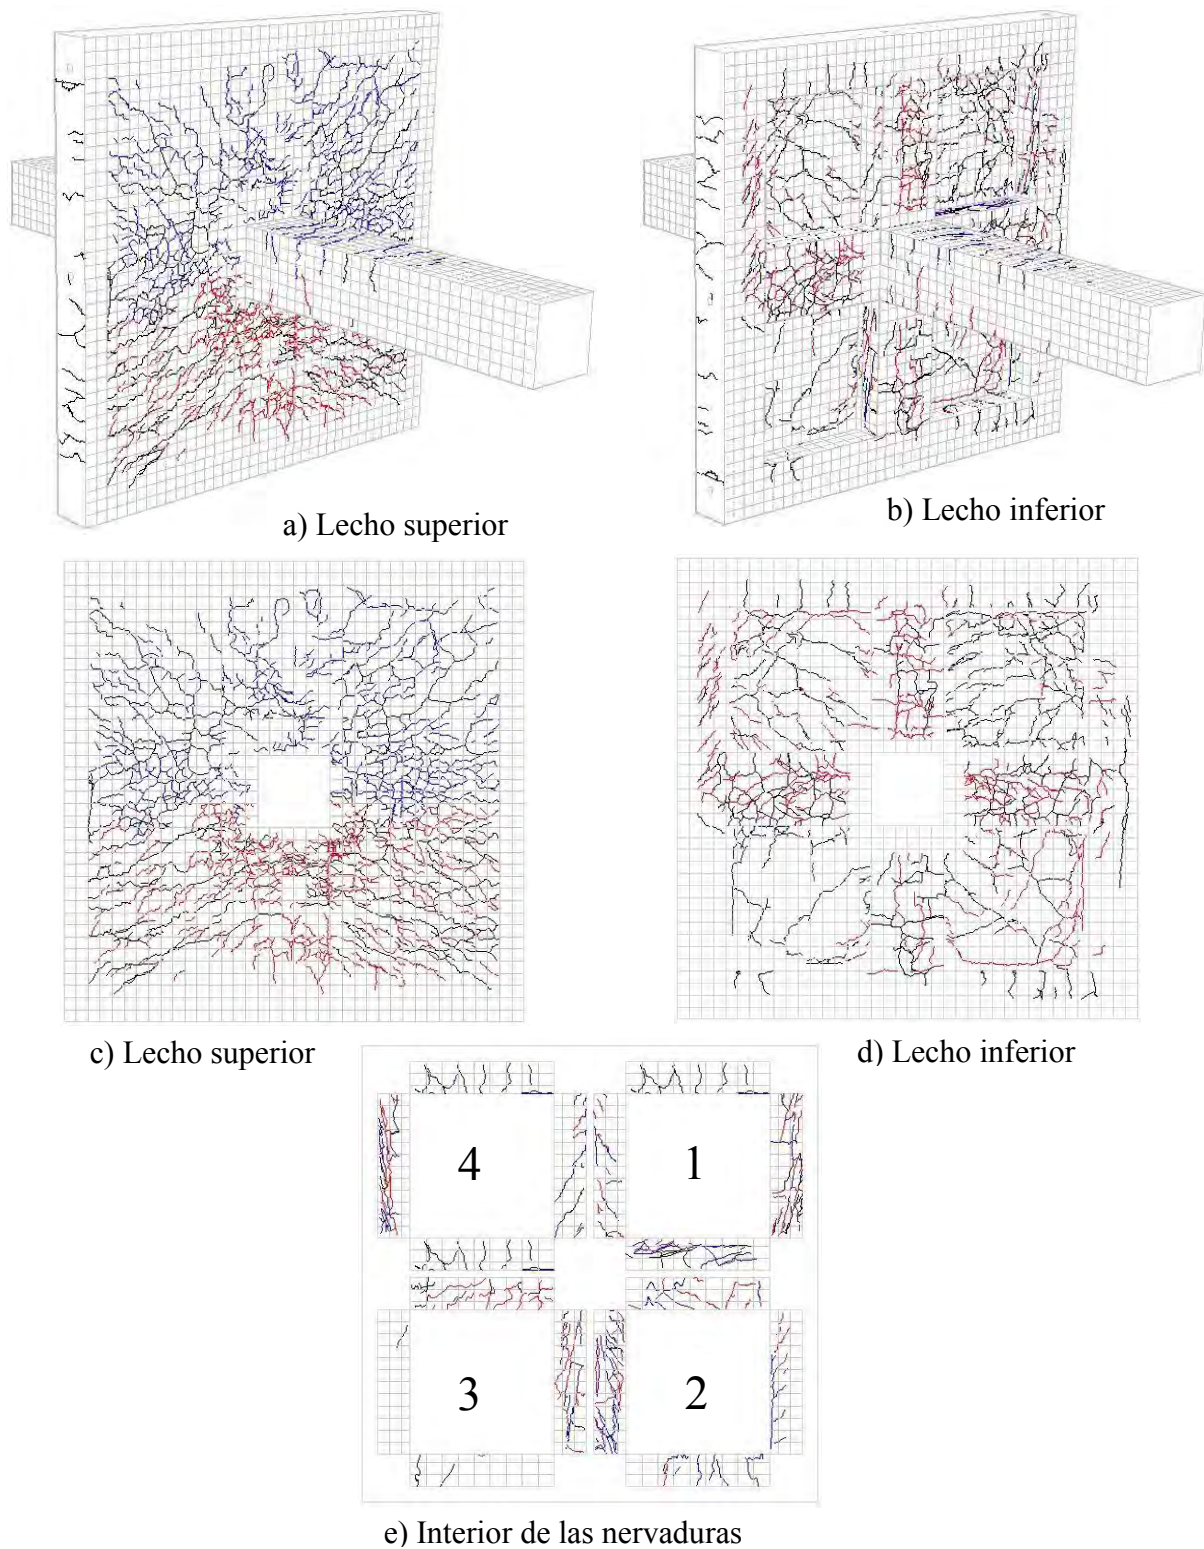 a) Lecho superior
b) Lecho inferior
c) Lecho superior
d) Lecho inferior
4
1
3
2
e) Interior de las nervaduras